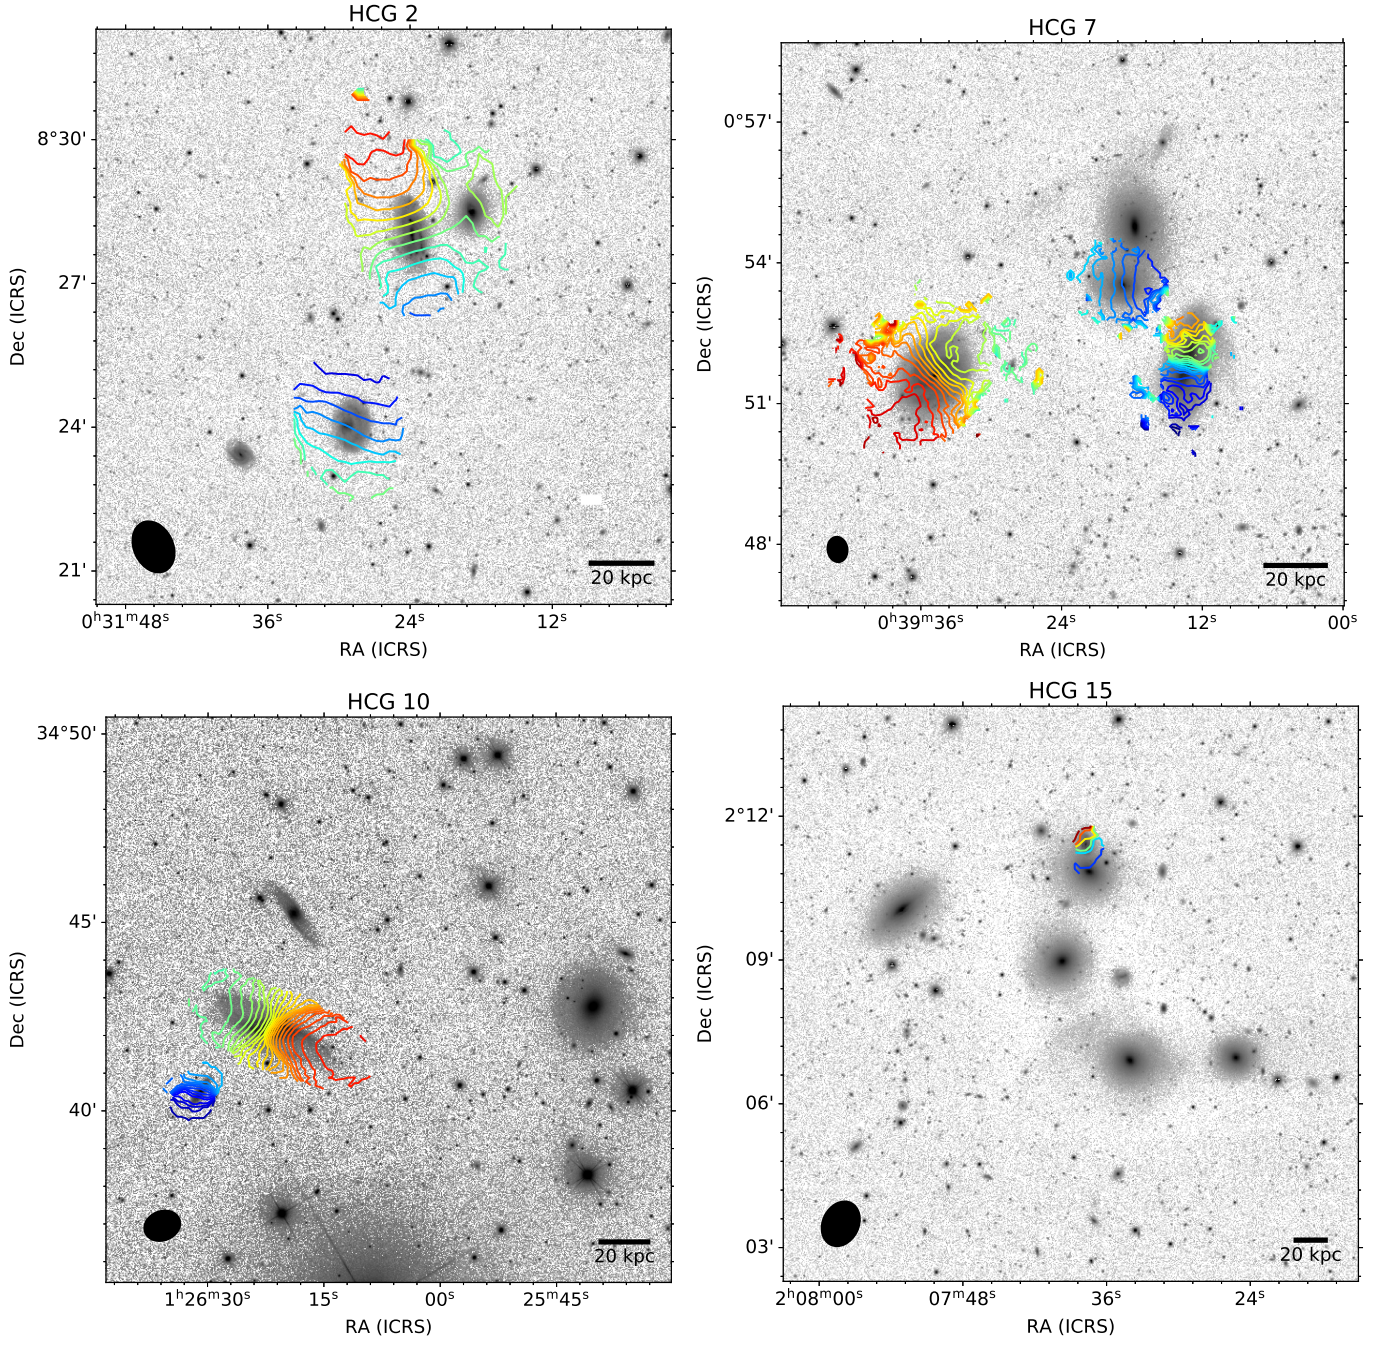 HCG 2
8°30'
27'
24'
21'
Dec (ICRS)
20 kpc
0ʰ31ᵐ48ˢ 36ˢ 24ˢ 12ˢ
RA (ICRS)
HCG 7
0°57'
54'
51'
48'
Dec (ICRS)
20 kpc
0ʰ39ᵐ36ˢ 24ˢ 12ˢ 00ˢ
RA (ICRS)
HCG 10
34°50'
45'
40'
Dec (ICRS)
20 kpc
1ʰ26ᵐ30ˢ 15ˢ 00ˢ 25ᵐ45ˢ
RA (ICRS)
HCG 15
2°12'
09'
06'
03'
Dec (ICRS)
20 kpc
2ʰ08ᵐ00ˢ 07ᵐ48ˢ 36ˢ 24ˢ
RA (ICRS)